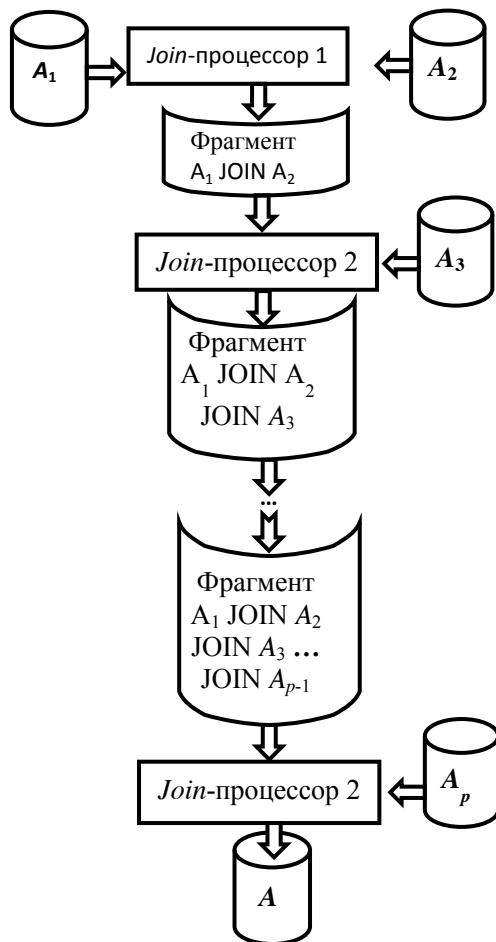 A₁
Join-процессор 1
A₂
Фрагмент
A₁ JOIN A₂
Join-процессор 2
A₃
Фрагмент
A₁ JOIN A₂
JOIN A₃
...
Фрагмент
A₁ JOIN A₂
JOIN A₃ ...
JOIN Aₚ₋₁
Join-процессор 2
Aₚ
A